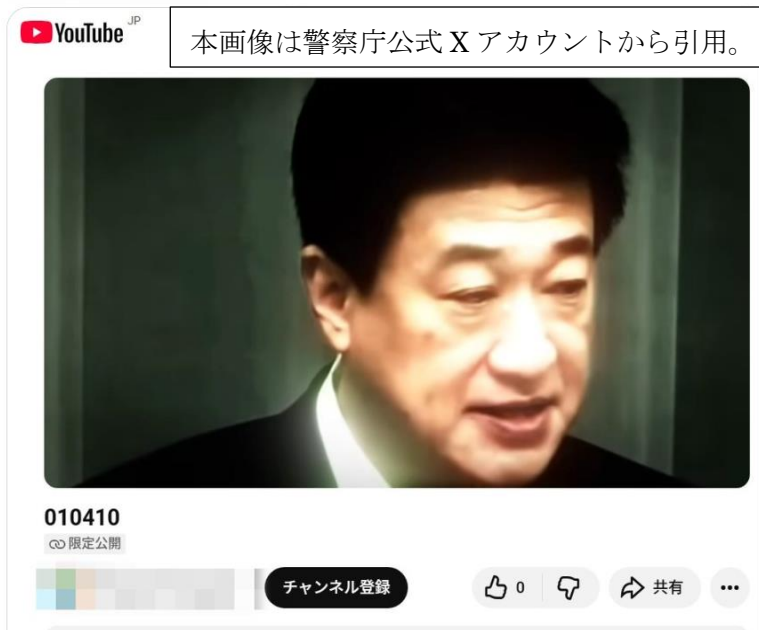 YouTube JP
本画像は警察庁公式 X アカウントから引用。
010410
限定公開
チャンネル登録
0
共有